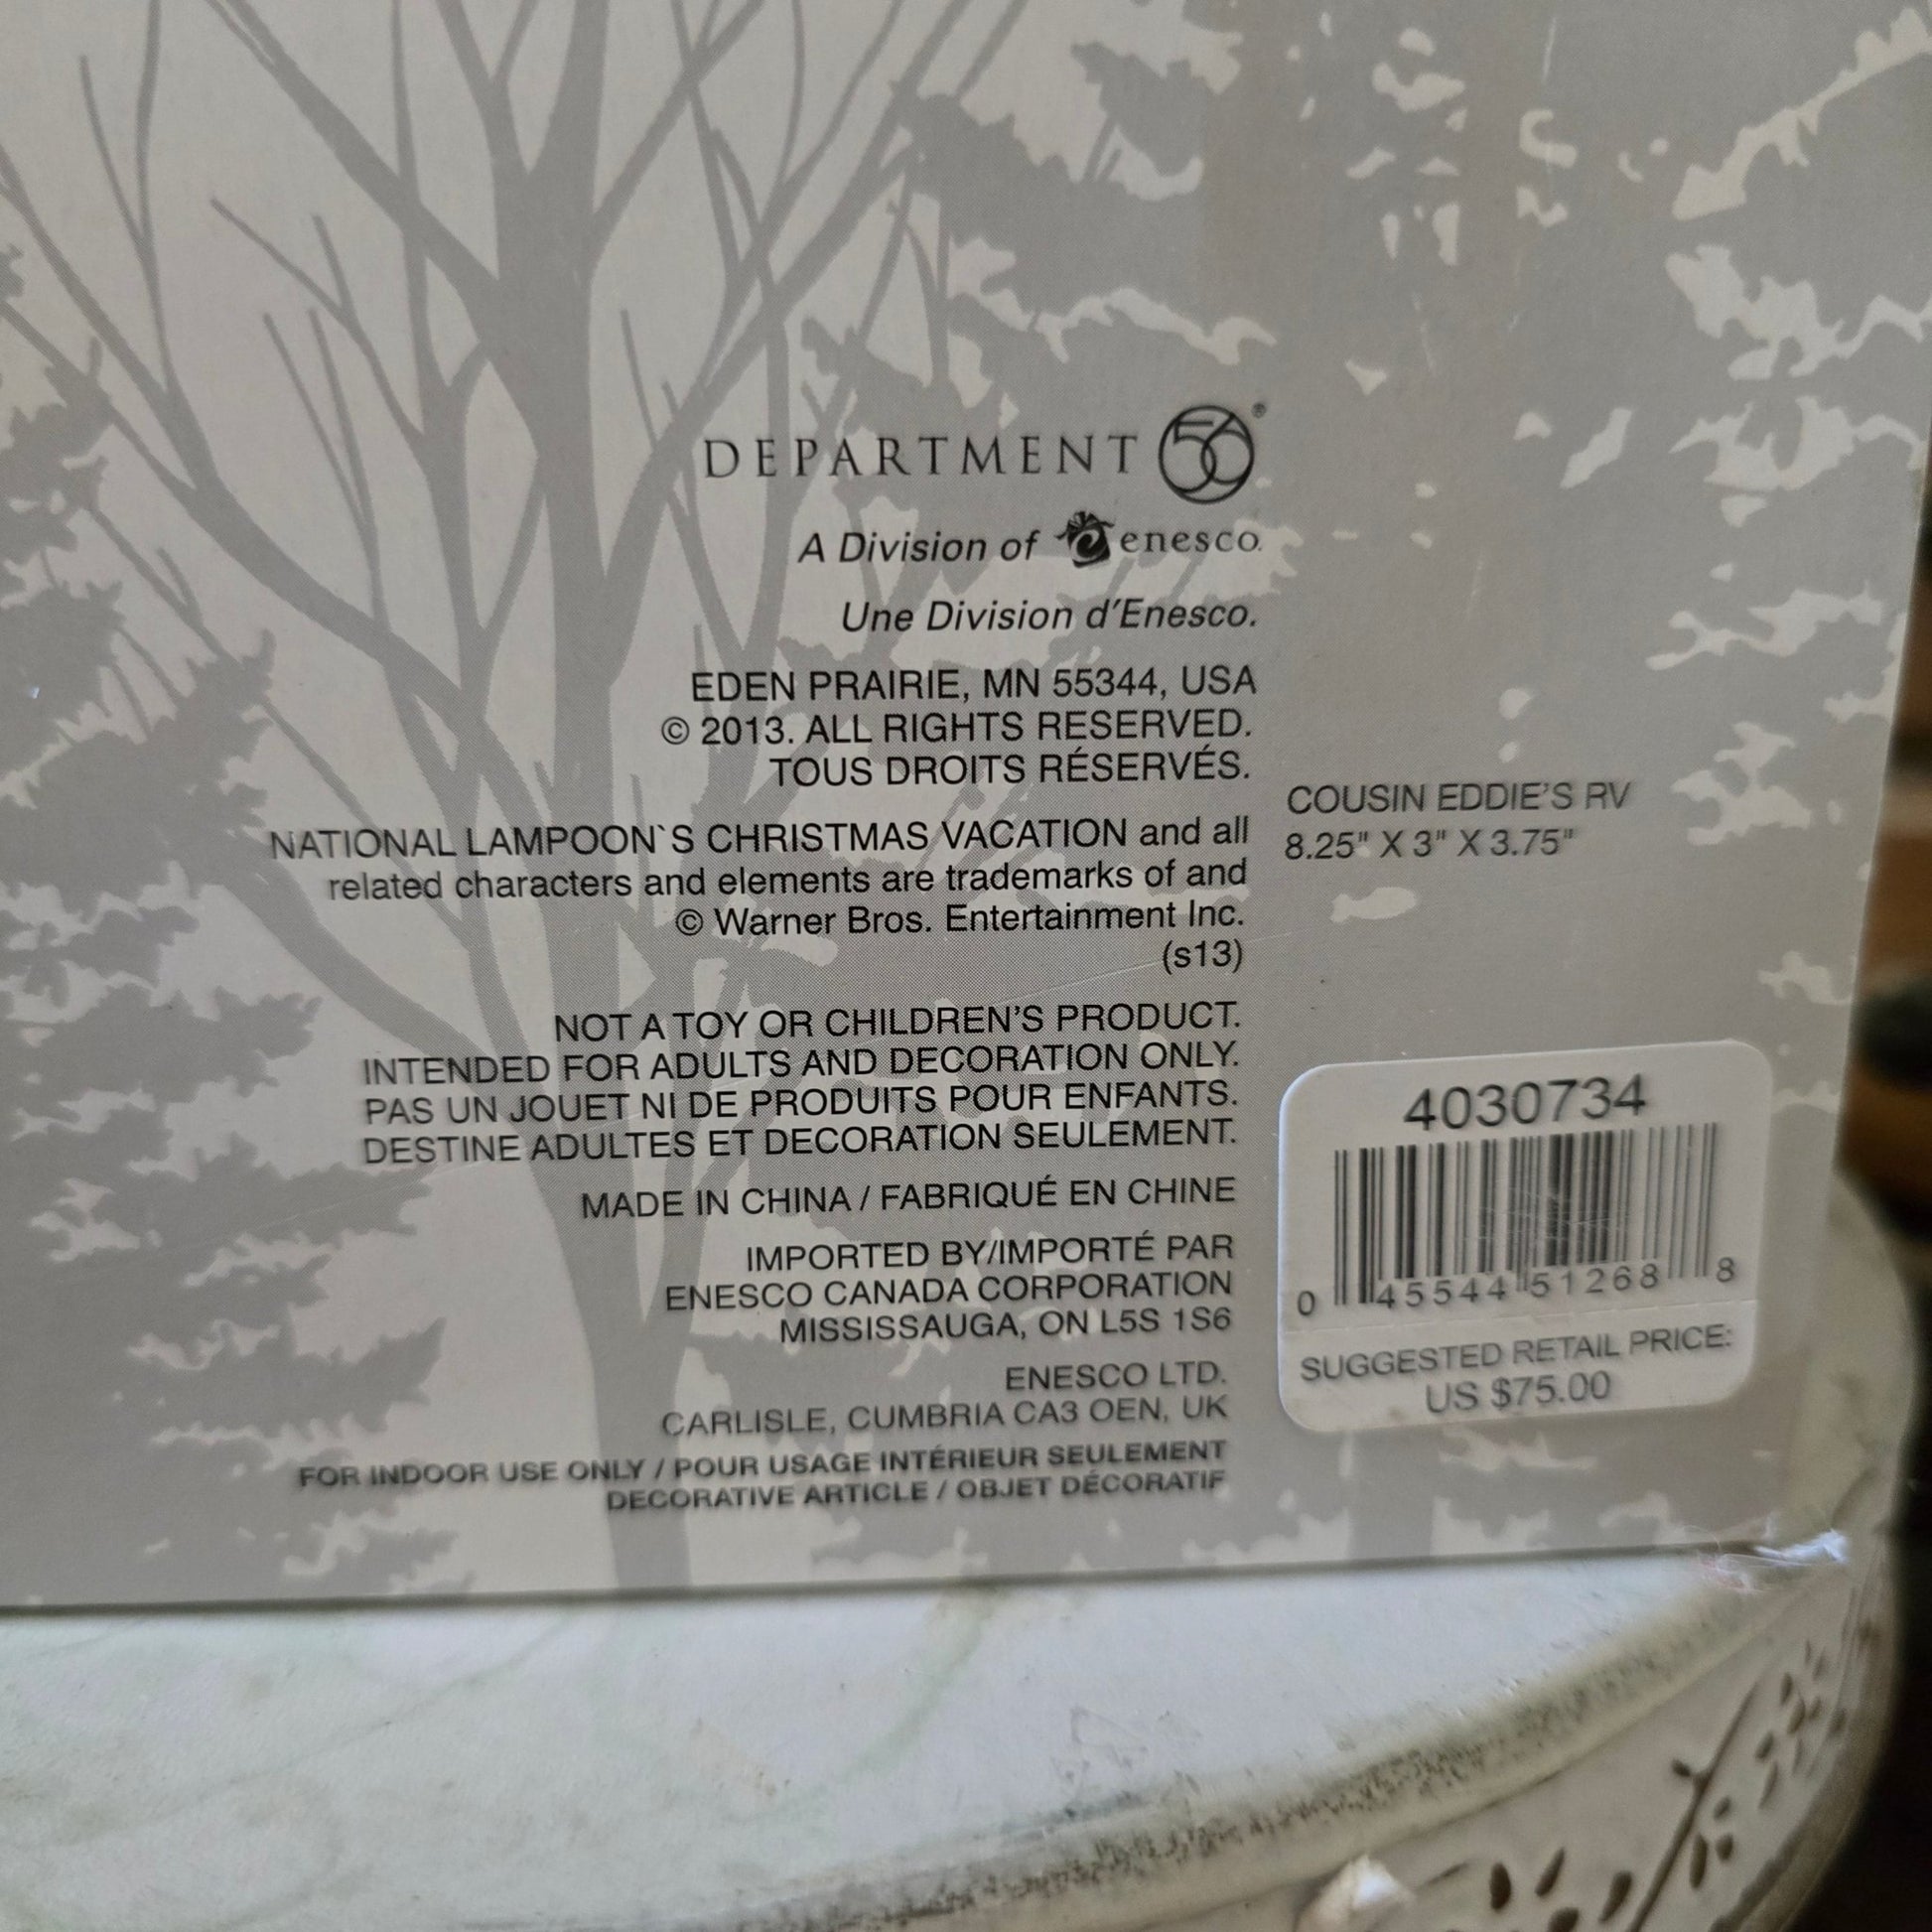 DEPARTMENT 56®
A Division of enesco.
Une Division d'Enesco.
EDEN PRAIRIE, MN 55344, USA
© 2013. ALL RIGHTS RESERVED.
TOUS DROITS RÉSERVÉS.
NATIONAL LAMPOON`S CHRISTMAS VACATION and all
related characters and elements are trademarks of and
© Warner Bros. Entertainment Inc.
(s13)
NOT A TOY OR CHILDREN'S PRODUCT.
INTENDED FOR ADULTS AND DECORATION ONLY.
PAS UN JOUET NI DE PRODUITS POUR ENFANTS.
DESTINE ADULTES ET DECORATION SEULEMENT.
MADE IN CHINA / FABRIQUÉ EN CHINE
IMPORTED BY/IMPORTÉ PAR
ENESCO CANADA CORPORATION
MISSISSAUGA, ON L5S 1S6
ENESCO LTD.
CARLISLE, CUMBRIA CA3 OEN, UK
FOR INDOOR USE ONLY / POUR USAGE INTÉRIEUR SEULEMENT
DECORATIVE ARTICLE / OBJET DÉCORATIF
COUSIN EDDIE'S RV
8.25" X 3" X 3.75"
4030734
0 45544 51268 8
SUGGESTED RETAIL PRICE:
US $75.00